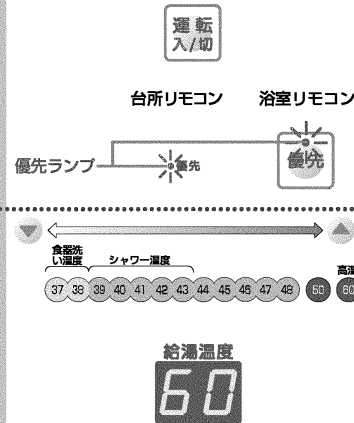 運転
入/切
台所リモコン 浴室リモコン
優先ランプ 優先 優先
食器洗
い温度 シャワー温度 高温
37 38 39 40 41 42 43 44 45 46 47 48 50 60
給湯温度
60